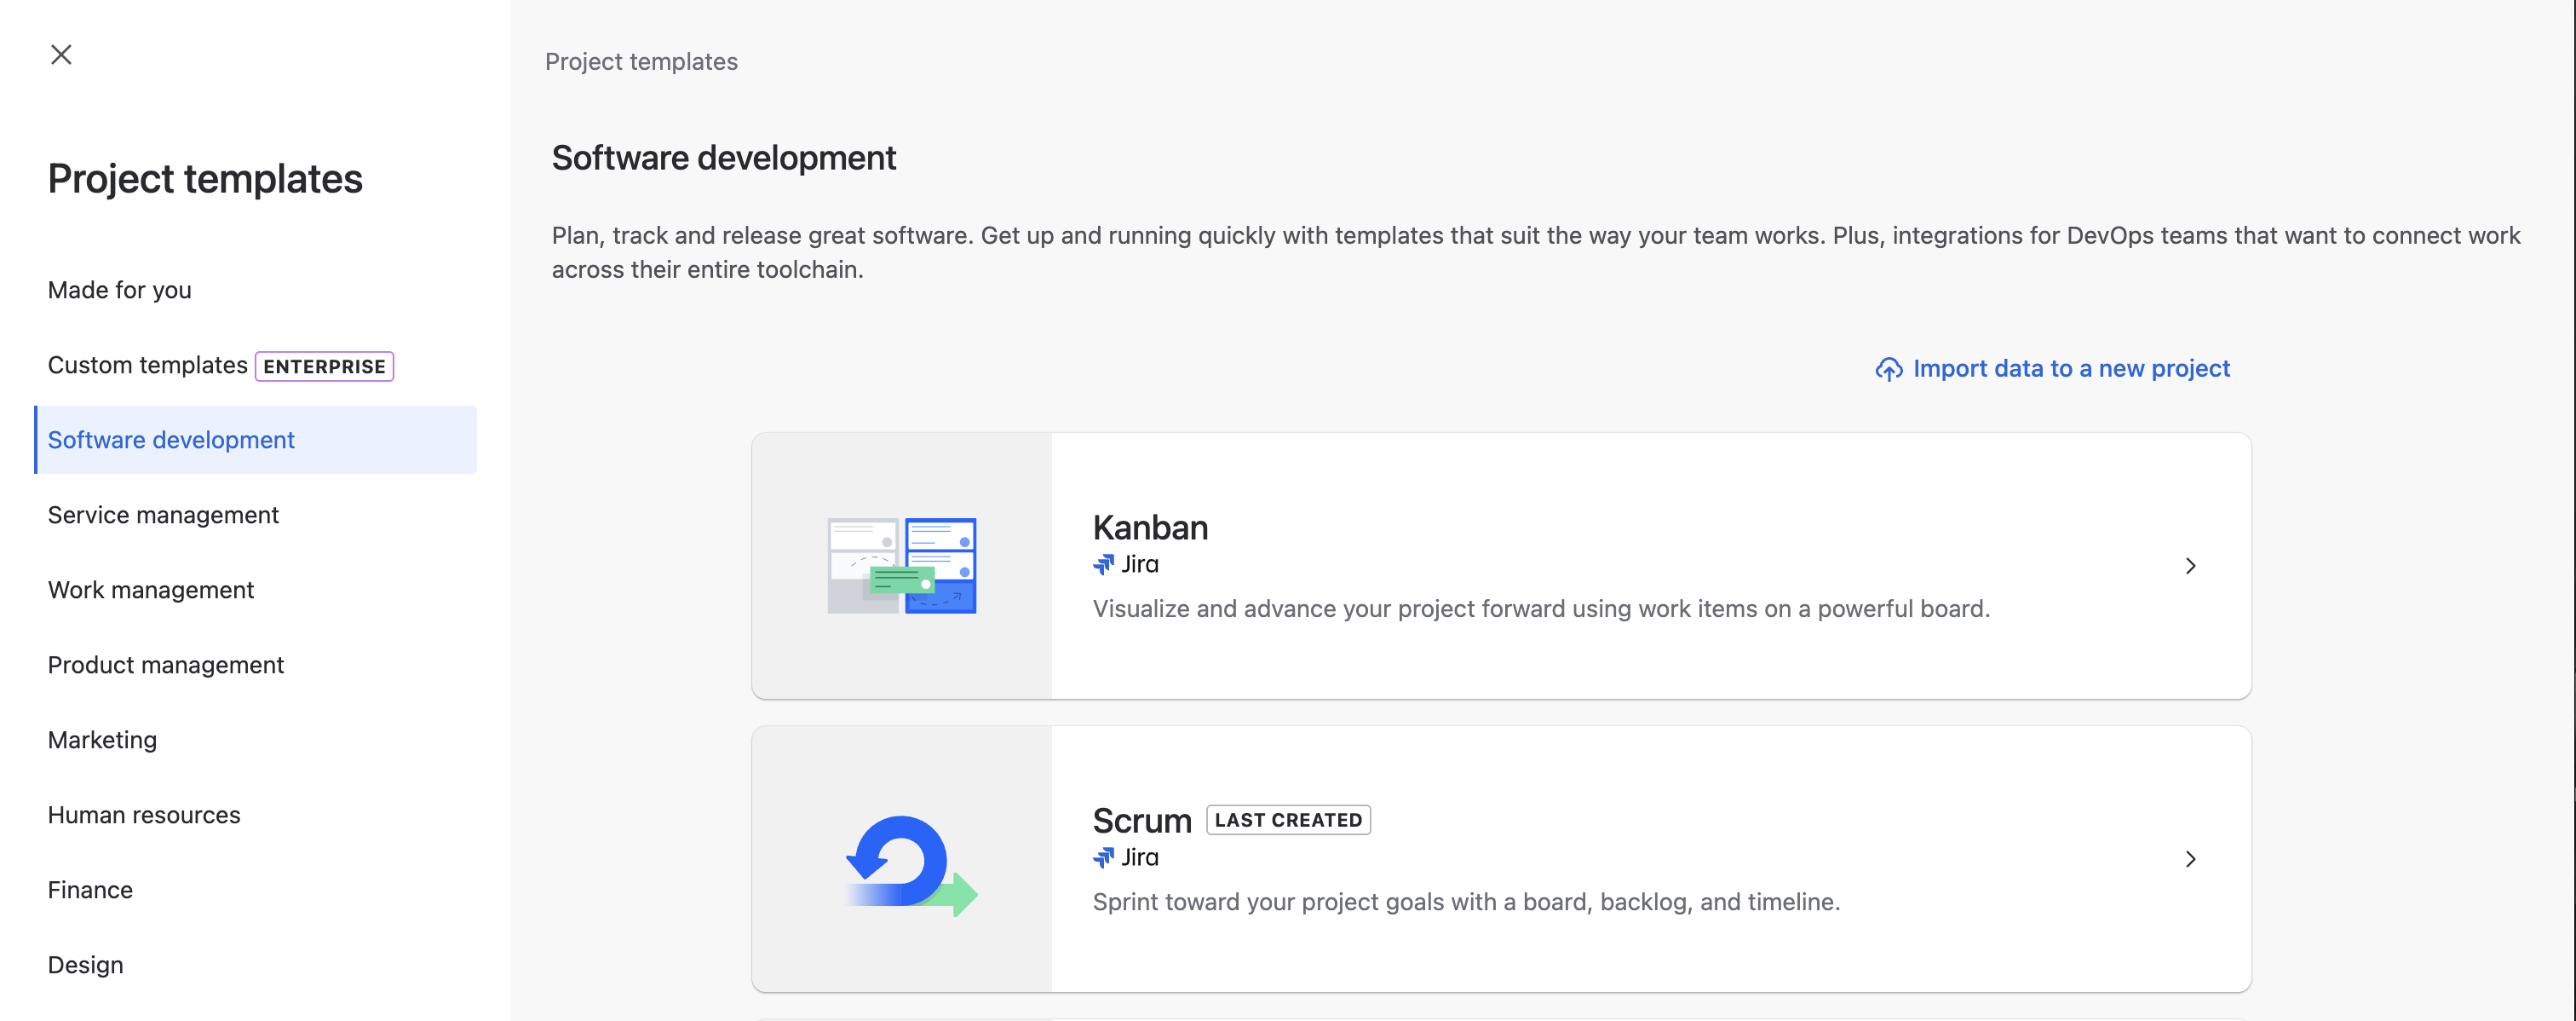 Project templates
Made for you
Custom templates ENTERPRISE
Software development
Service management
Work management
Product management
Marketing
Human resources
Finance
Design
Project templates
Software development
Plan, track and release great software. Get up and running quickly with templates that suit the way your team works. Plus, integrations for DevOps teams that want to connect work
across their entire toolchain.
Import data to a new project
Kanban
Jira
Visualize and advance your project forward using work items on a powerful board.
Scrum LAST CREATED
Jira
Sprint toward your project goals with a board, backlog, and timeline.